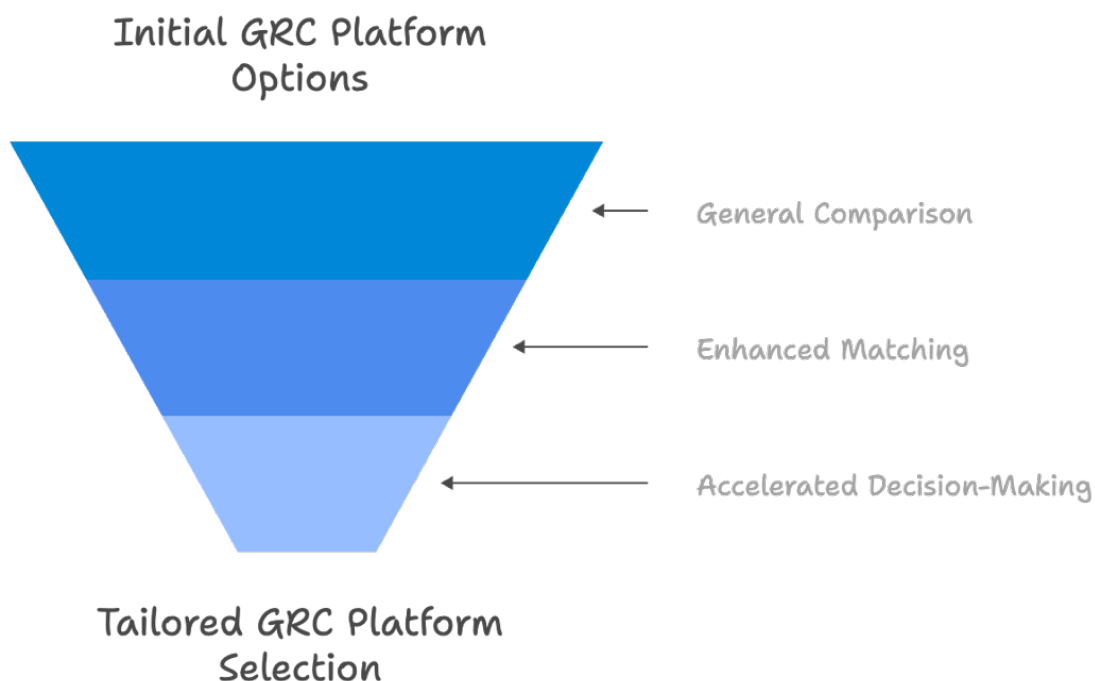 Initial GRC Platform
Options
General Comparison
Enhanced Matching
Accelerated Decision-Making
Tailored GRC Platform
Selection